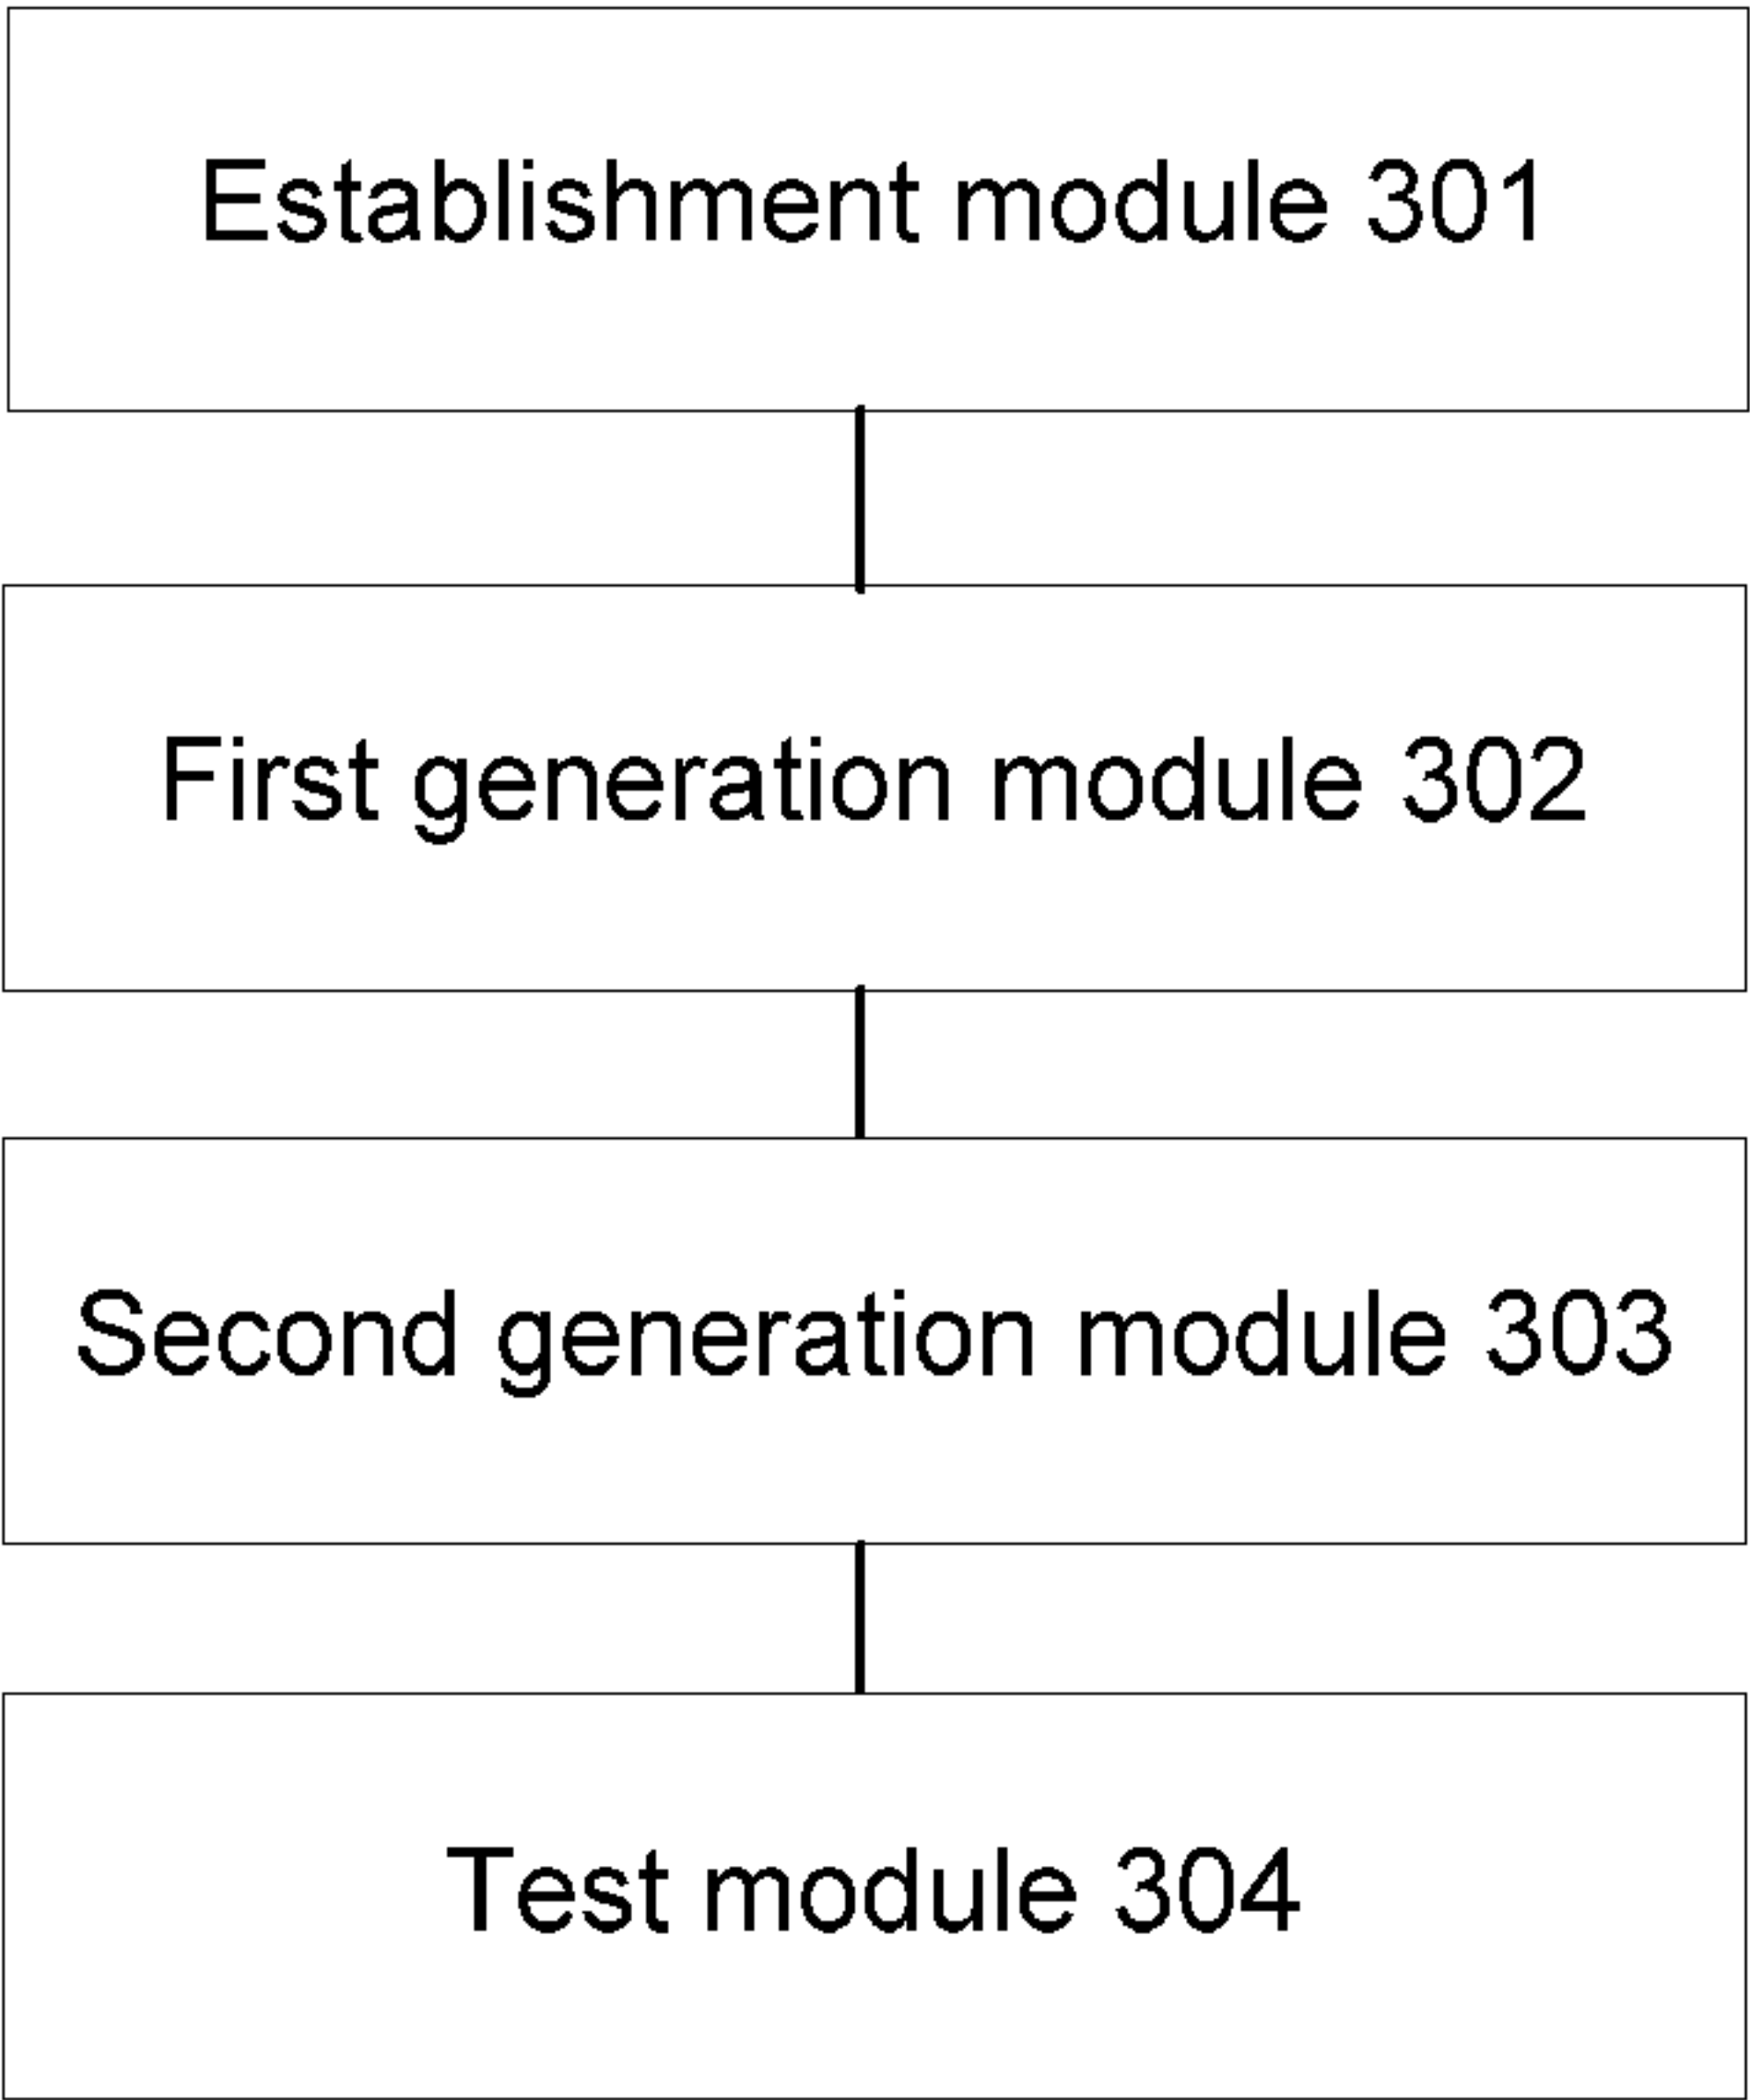 Establishment module 301
First generation module 302
Second generation module 303
Test module 304